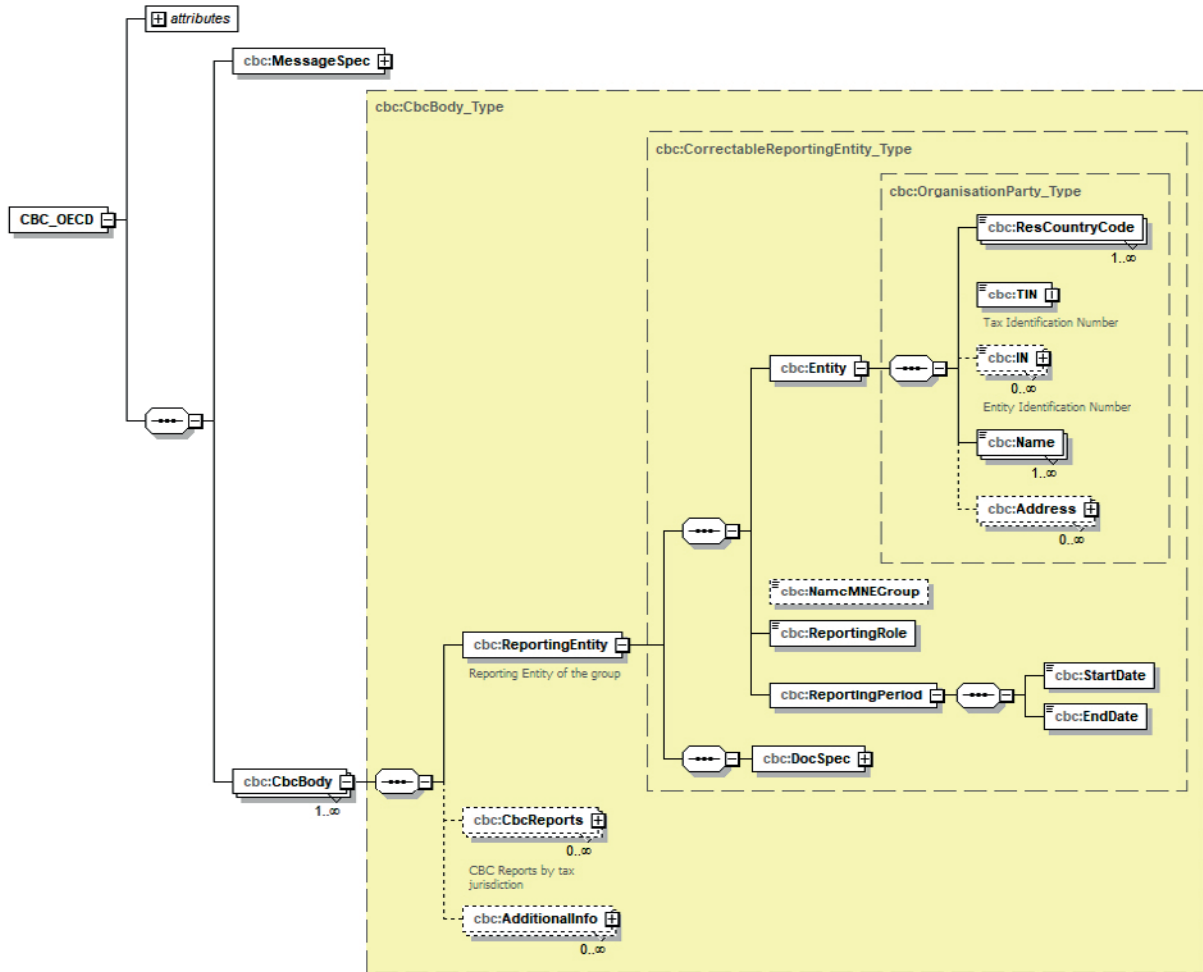 attributes
cbc:MessageSpec
cbc:CbcBody_Type
cbc:CorrectableReportingEntity_Type
cbc:OrganisationParty_Type
CBC_OECD
cbc:ResCountryCode
1..∞
cbc:TIN
Tax Identification Number
cbc:Entity
cbc:IN
0..∞
Entity Identification Number
cbc:Name
1..∞
cbc:Address
0..∞
cbc:NameMNEGroup
cbc:ReportingRole
cbc:ReportingEntity
Reporting Entity of the group
cbc:ReportingPeriod
cbc:StartDate
cbc:EndDate
cbc:DocSpec
cbc:CbcBody
1..∞
cbc:CbcReports
0..∞
CBC Reports by tax
jurisdiction
cbc:AdditionalInfo
0..∞